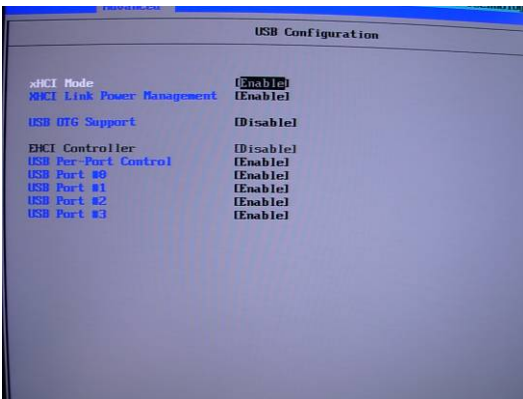 Advanced
USB Configuration
xHCI Mode [Enable]
XHCI Link Power Management [Enable]
USB OTG Support [Disable]
EHCI Controller [Disable]
USB Per-Port Control [Enable]
USB Port #0 [Enable]
USB Port #1 [Enable]
USB Port #2 [Enable]
USB Port #3 [Enable]